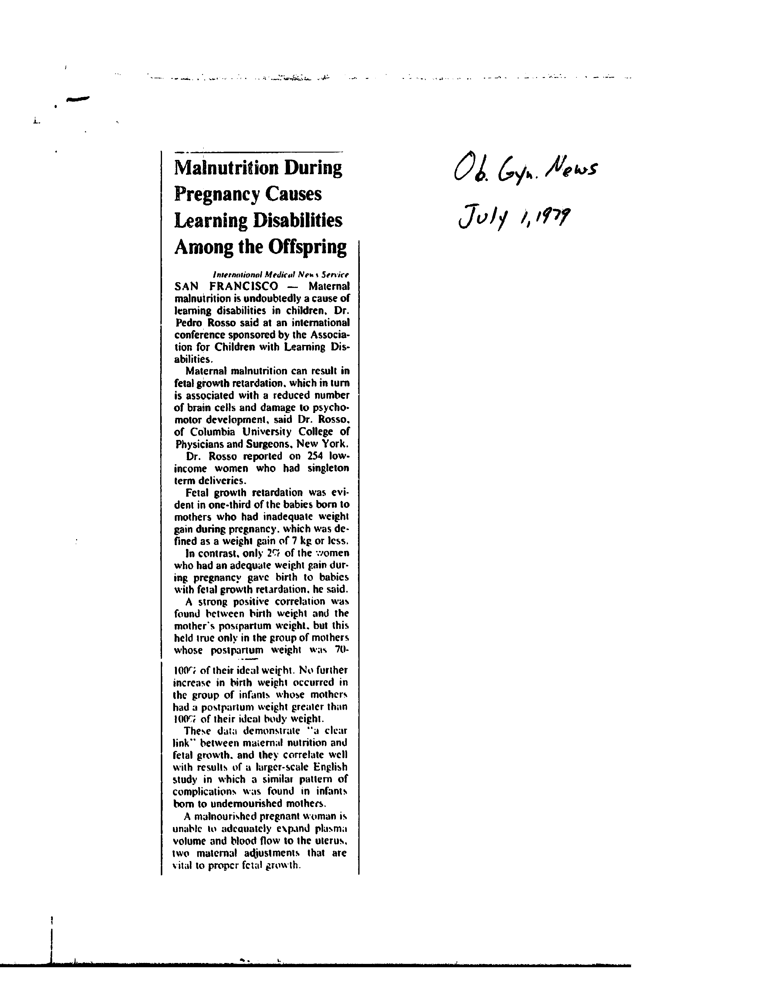 Malnutrition During
Pregnancy Causes
Learning Disabilities
Among the Offspring
International Medical News Service
SAN FRANCISCO — Maternal
malnutrition is undoubtedly a cause of
learning disabilities in children, Dr.
Pedro Rosso said at an international
conference sponsored by the Associa-
tion for Children with Learning Dis-
abilities.
Maternal malnutrition can result in
fetal growth retardation, which in turn
is associated with a reduced number
of brain cells and damage to psycho-
motor development, said Dr. Rosso,
of Columbia University College of
Physicians and Surgeons, New York.
Dr. Rosso reported on 254 low-
income women who had singleton
term deliveries.
Fetal growth retardation was evi-
dent in one-third of the babies born to
mothers who had inadequate weight
gain during pregnancy, which was de-
fined as a weight gain of 7 kg or less.
In contrast, only 2% of the women
who had an adequate weight gain dur-
ing pregnancy gave birth to babies
with fetal growth retardation, he said.
A strong positive correlation was
found between birth weight and the
mother's postpartum weight, but this
held true only in the group of mothers
whose postpartum weight was 70-
100% of their ideal weight. No further
increase in birth weight occurred in
the group of infants whose mothers
had a postpartum weight greater than
100% of their ideal body weight.
These data demonstrate "a clear
link" between maternal nutrition and
fetal growth, and they correlate well
with results of a larger-scale English
study in which a similar pattern of
complications was found in infants
born to undernourished mothers.
A malnourished pregnant woman is
unable to adequately expand plasma
volume and blood flow to the uterus,
two maternal adjustments that are
vital to proper fetal growth.
Ob. Gyn. News
July 1, 1979